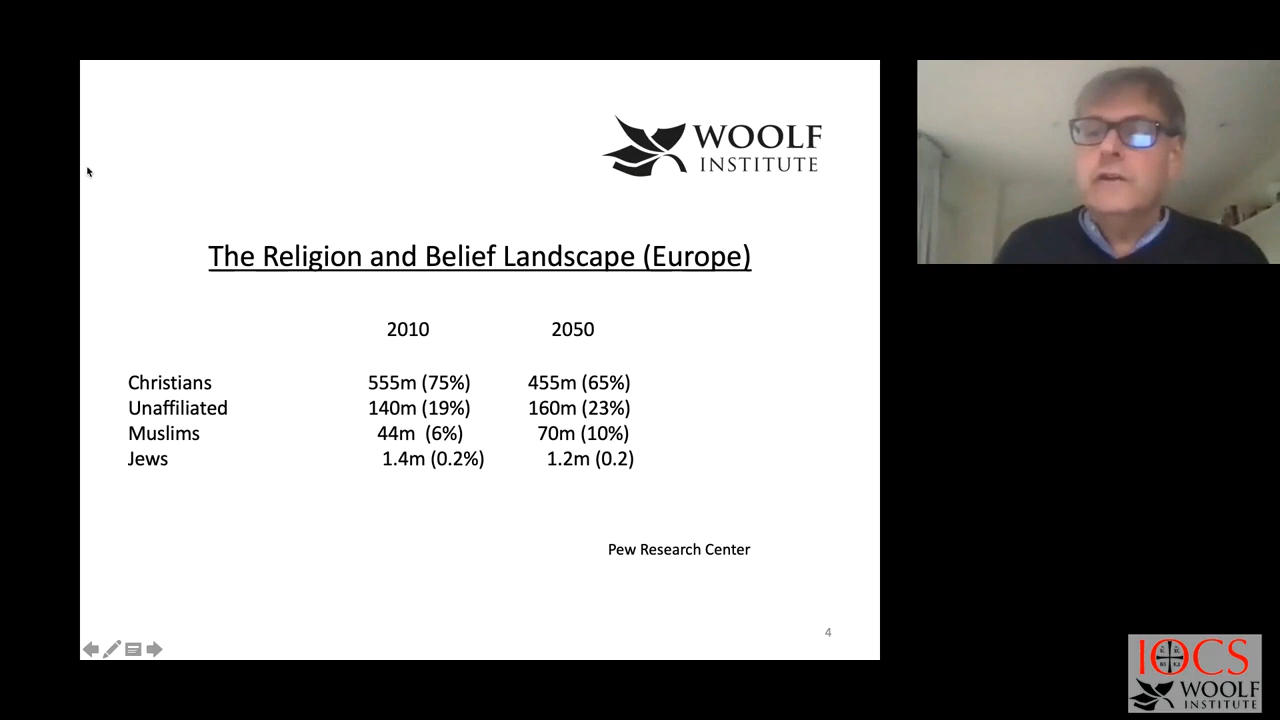 WOOLF
INSTITUTE
The Religion and Belief Landscape (Europe)
2010 2050
Christians 555m (75%) 455m (65%)
Unaffiliated 140m (19%) 160m (23%)
Muslims 44m (6%) 70m (10%)
Jews 1.4m (0.2%) 1.2m (0.2)
Pew Research Center
4
IOCS
WOOLF
INSTITUTE